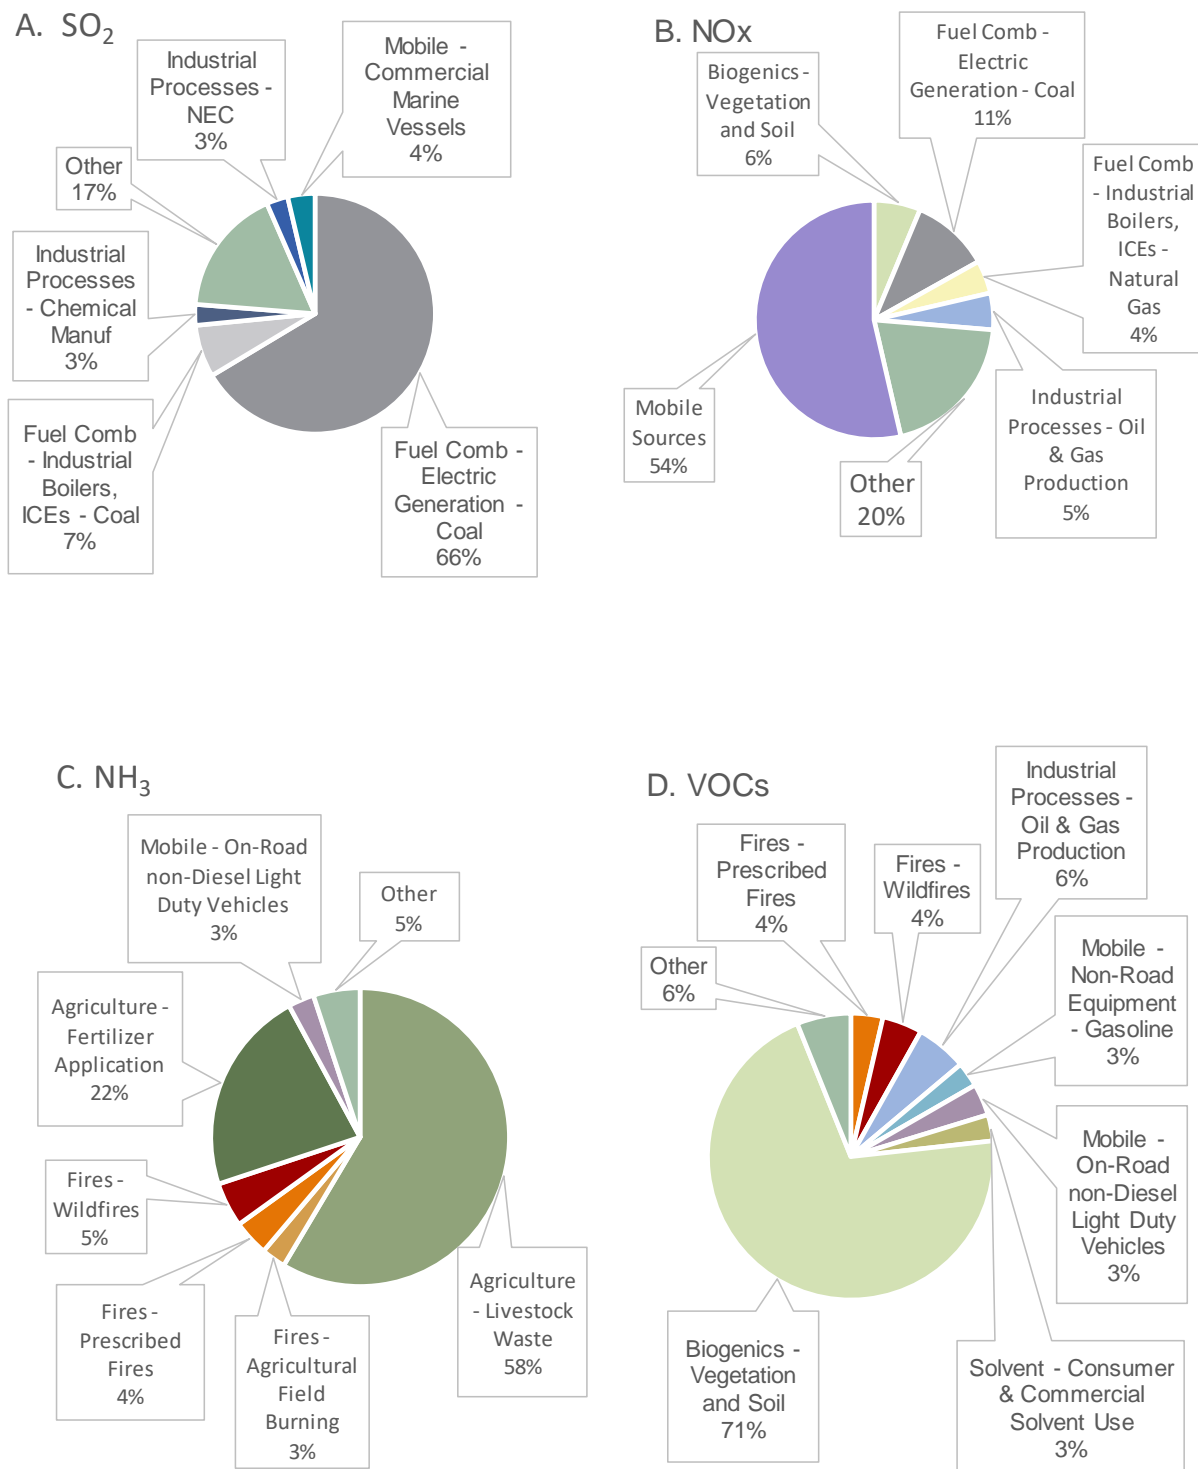 A. SO2
Industrial
Processes -
NEC
3%
Mobile -
Commercial
Marine
Vessels
4%
Other
17%
Industrial
Processes
- Chemical
Manuf
3%
Fuel Comb
- Industrial
Boilers,
ICEs - Coal
7%
Fuel Comb -
Electric
Generation -
Coal
66%
B. NOx
Biogenics -
Vegetation
and Soil
6%
Fuel Comb -
Electric
Generation - Coal
11%
Fuel Comb
- Industrial
Boilers,
ICEs -
Natural
Gas
4%
Industrial
Processes - Oil
& Gas
Production
5%
Mobile
Sources
54%
Other
20%
C. NH3
Mobile - On-Road
non-Diesel Light
Duty Vehicles
3%
Other
5%
Agriculture -
Fertilizer
Application
22%
Fires -
Wildfires
5%
Fires -
Prescribed
Fires
4%
Fires -
Agricultural
Field
Burning
3%
Agriculture
- Livestock
Waste
58%
D. VOCs
Industrial
Processes -
Oil & Gas
Production
6%
Fires -
Prescribed
Fires
4%
Fires -
Wildfires
4%
Other
6%
Mobile -
Non-Road
Equipment
- Gasoline
3%
Mobile -
On-Road
non-Diesel
Light Duty
Vehicles
3%
Biogenics -
Vegetation
and Soil
71%
Solvent - Consumer
& Commercial
Solvent Use
3%